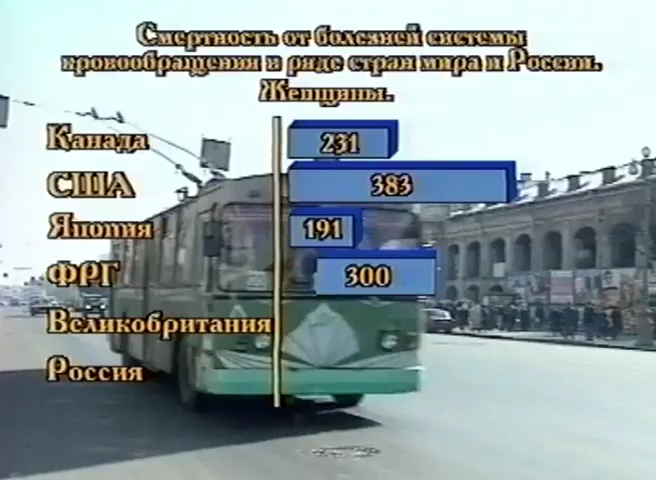 Смертность от болезней системы
кровообращения в ряде стран мира и России.
Женщины.
Канада 231
США 383
Япония 191
ФРГ 300
Великобритания
Россия